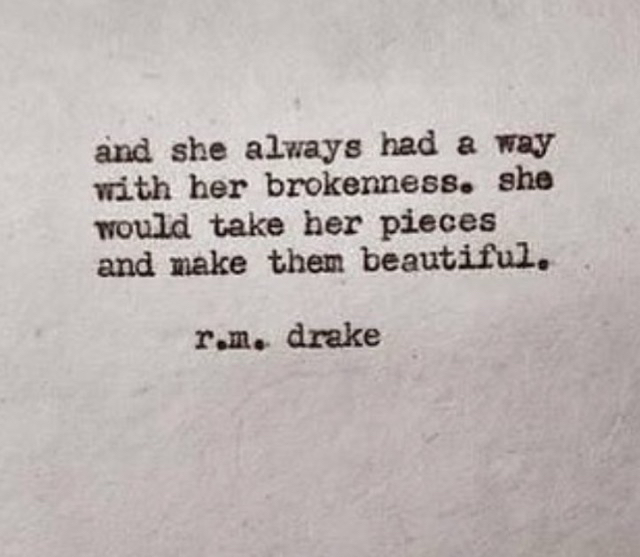 and she always had a way
with her brokenness. she
would take her pieces
and make them beautiful.
r.m. drake